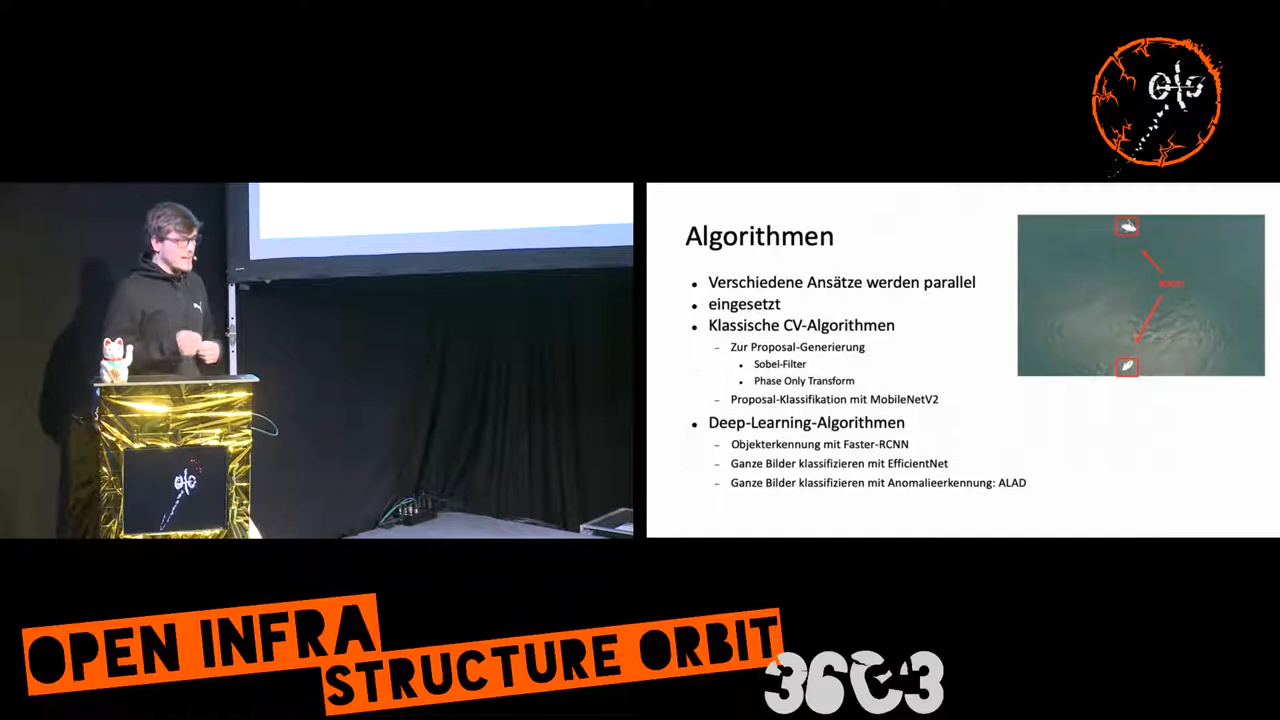 oio
Algorithmen
Verschiedene Ansätze werden parallel
eingesetzt
Klassische CV-Algorithmen
Zur Proposal-Generierung
Sobel-Filter
Phase Only Transform
Proposal-Klassifikation mit MobileNetV2
Deep-Learning-Algorithmen
Objekterkennung mit Faster-RCNN
Ganze Bilder klassifizieren mit EfficientNet
Ganze Bilder klassifizieren mit Anomalieerkennung: ALAD
oio
OPEN INFRA
STRUCTURE ORBIT
36C3